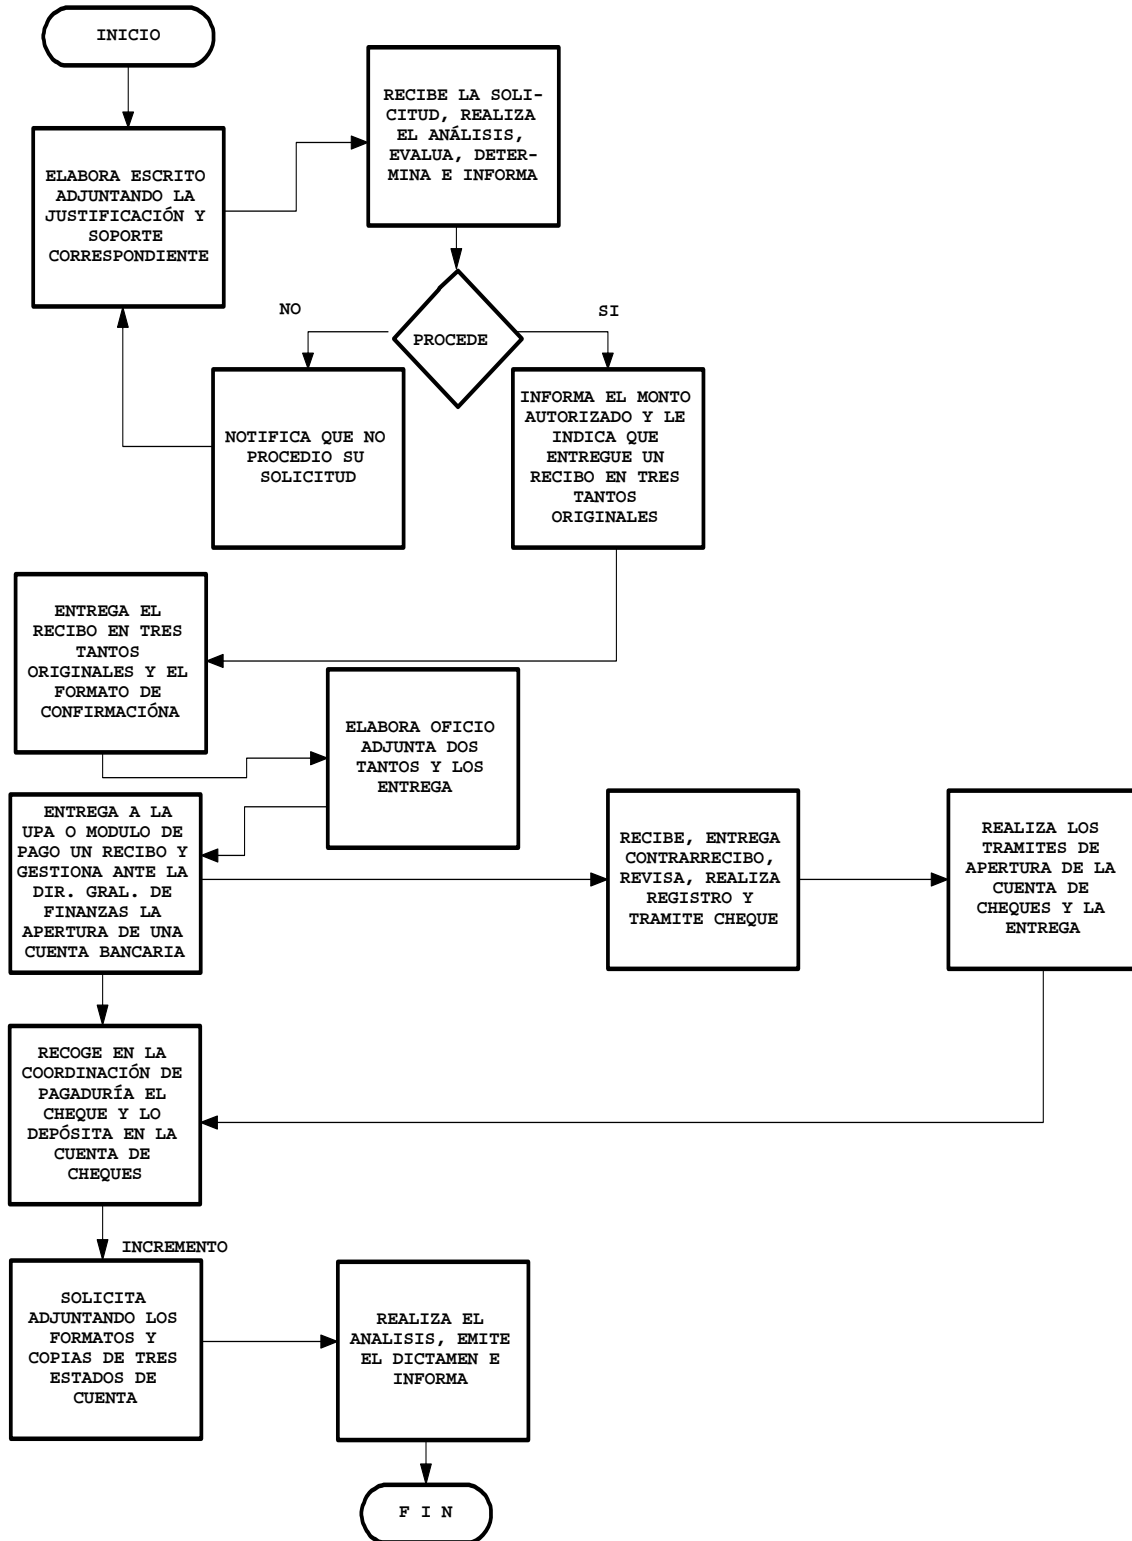 INICIO
RECIBE LA SOLI-
CITUD, REALIZA
EL ANÁLISIS,
EVALUA, DETER-
MINA E INFORMA
ELABORA ESCRITO
ADJUNTANDO LA
JUSTIFICACIÓN Y
SOPORTE
CORRESPONDIENTE
NO
SI
PROCEDE
NOTIFICA QUE NO
PROCEDIO SU
SOLICITUD
INFORMA EL MONTO
AUTORIZADO Y LE
INDICA QUE
ENTREGUE UN
RECIBO EN TRES
TANTOS
ORIGINALES
ENTREGA EL
RECIBO EN TRES
TANTOS
ORIGINALES Y EL
FORMATO DE
CONFIRMACIÓNA
ELABORA OFICIO
ADJUNTA DOS
TANTOS Y LOS
ENTREGA
ENTREGA A LA
UPA O MODULO DE
PAGO UN RECIBO Y
GESTIONA ANTE LA
DIR. GRAL. DE
FINANZAS LA
APERTURA DE UNA
CUENTA BANCARIA
RECIBE, ENTREGA
CONTRARRECIBO,
REVISA, REALIZA
REGISTRO Y
TRAMITE CHEQUE
REALIZA LOS
TRAMITES DE
APERTURA DE LA
CUENTA DE
CHEQUES Y LA
ENTREGA
RECOGE EN LA
COORDINACIÓN DE
PAGADURÍA EL
CHEQUE Y LO
DEPÓSITA EN LA
CUENTA DE
CHEQUES
INCREMENTO
SOLICITA
ADJUNTANDO LOS
FORMATOS Y
COPIAS DE TRES
ESTADOS DE
CUENTA
REALIZA EL
ANALISIS, EMITE
EL DICTAMEN E
INFORMA
F I N